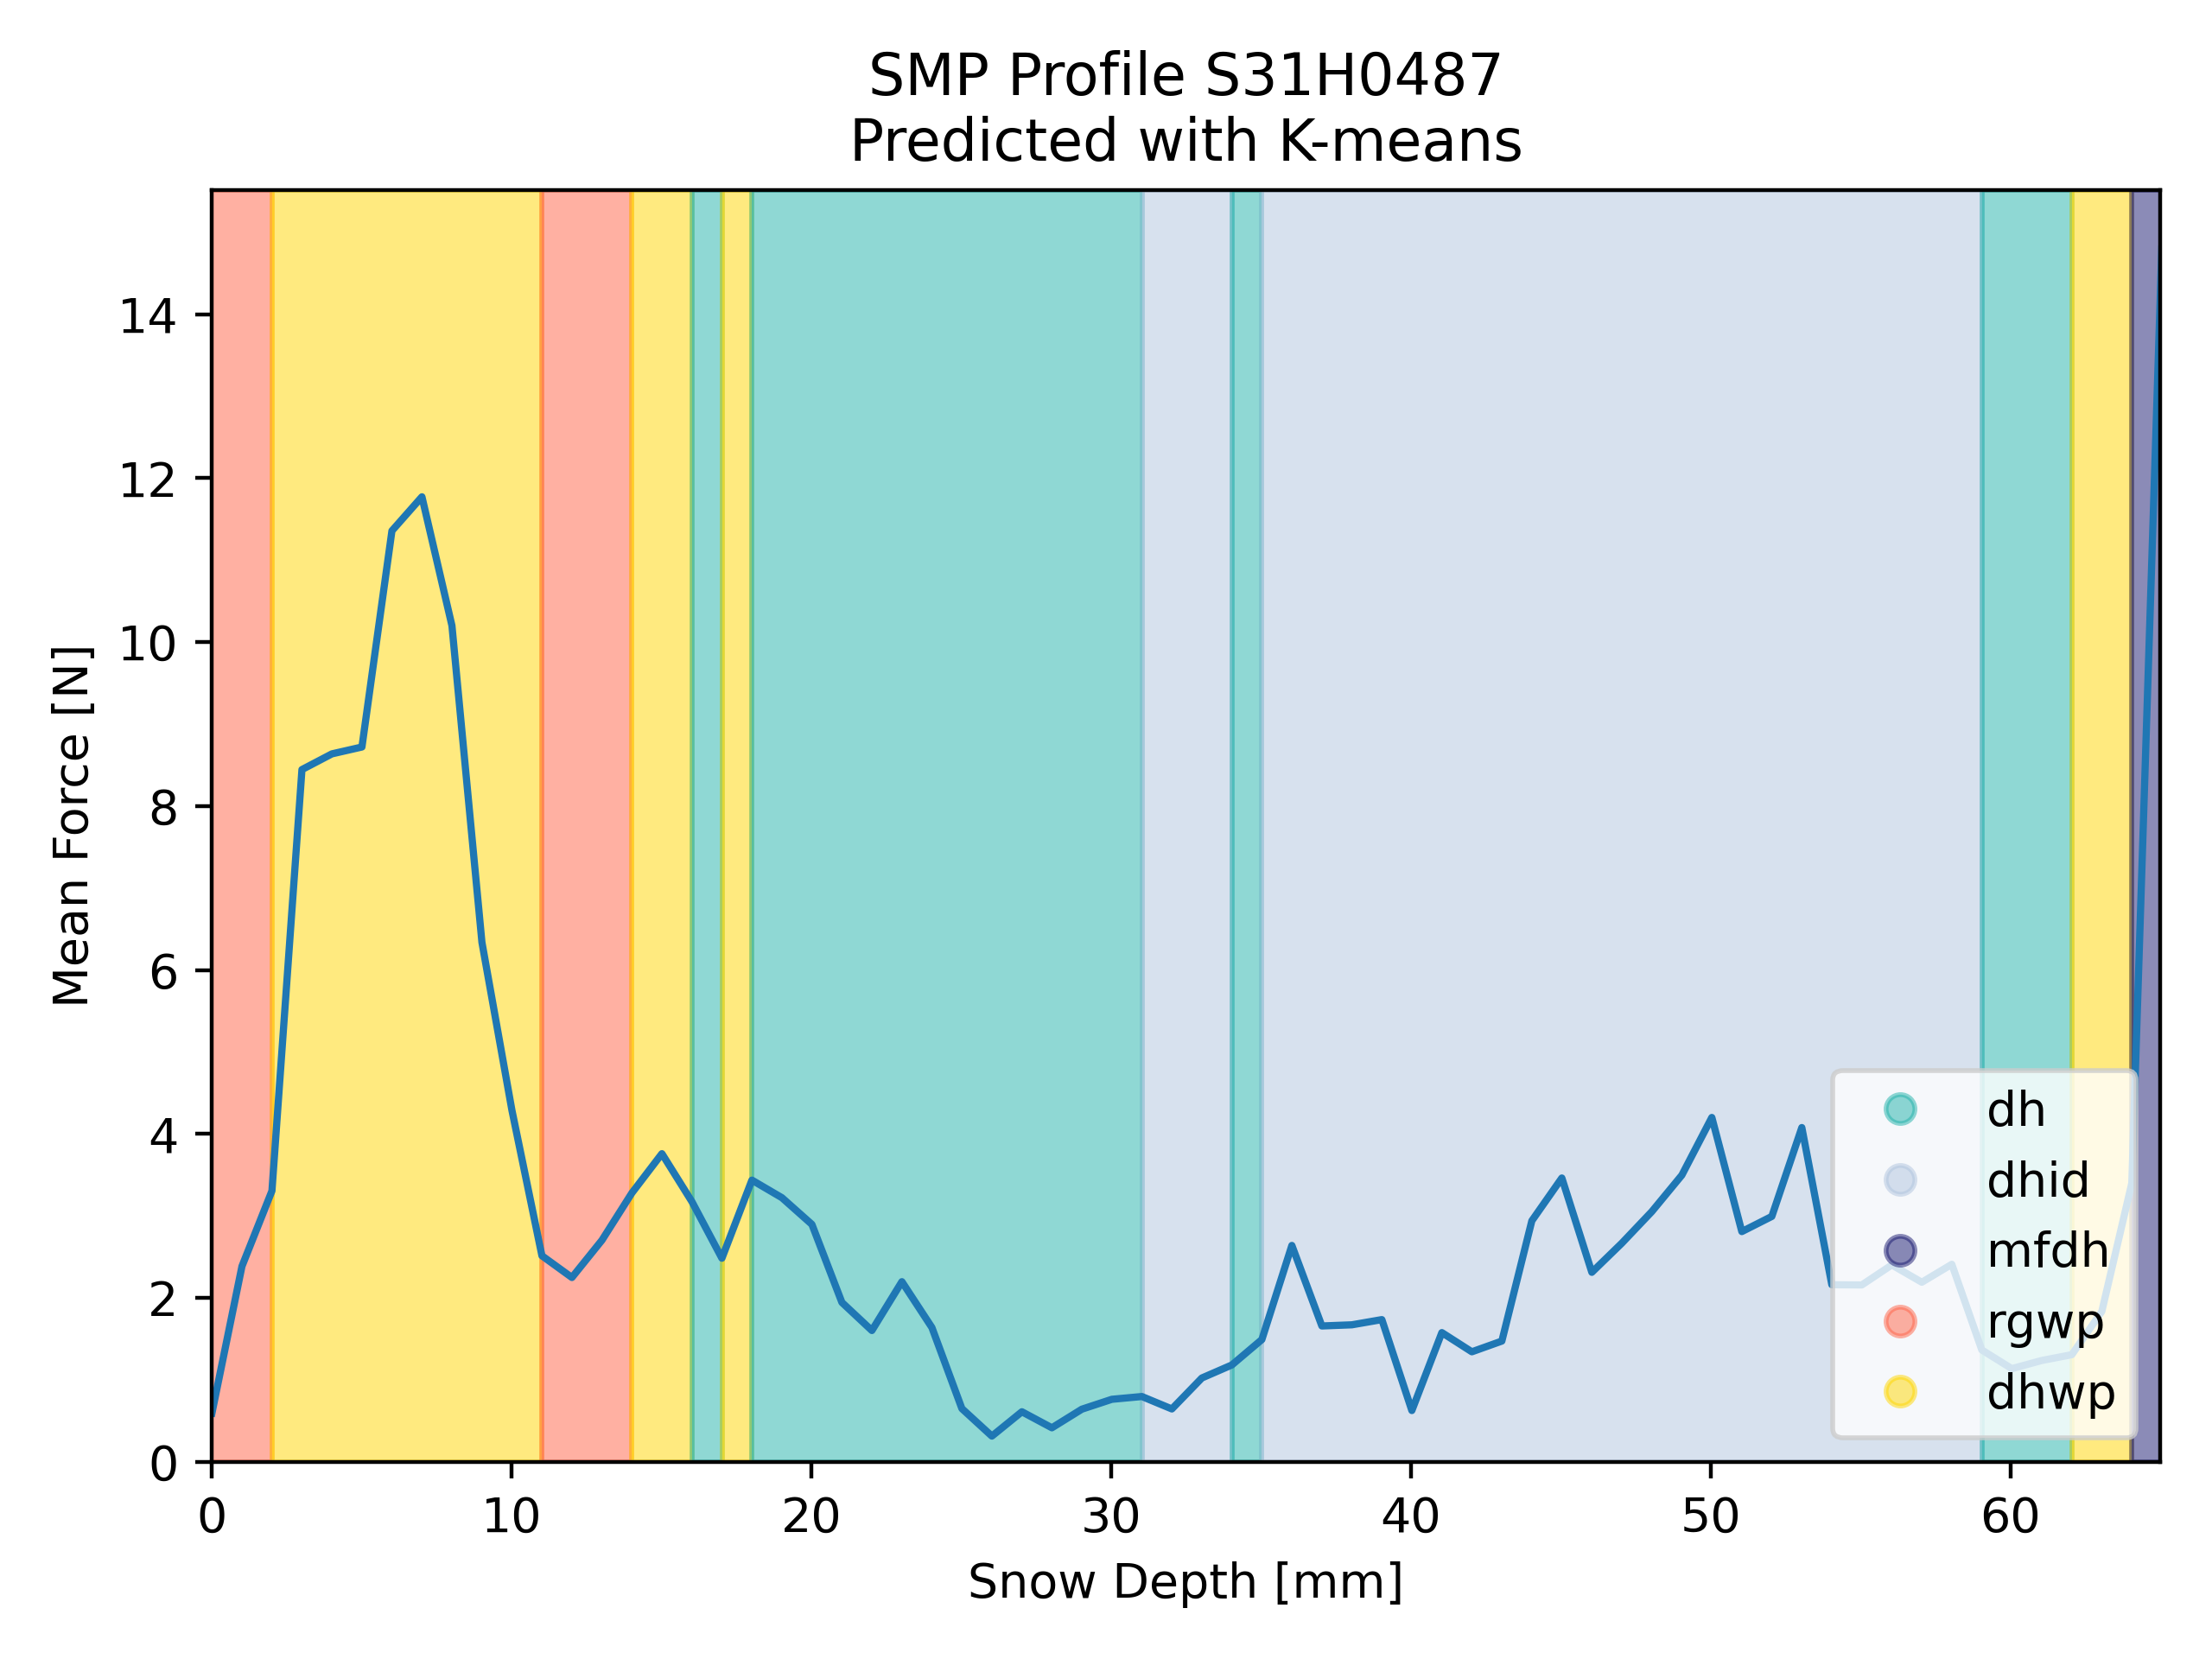 SMP Profile S31H0487
Predicted with K-means
Mean Force [N]
14
12
10
8
6
4
2
0
dh
dhid
mfdh
rgwp
dhwp
0 10 20 30 40 50 60
Snow Depth [mm]